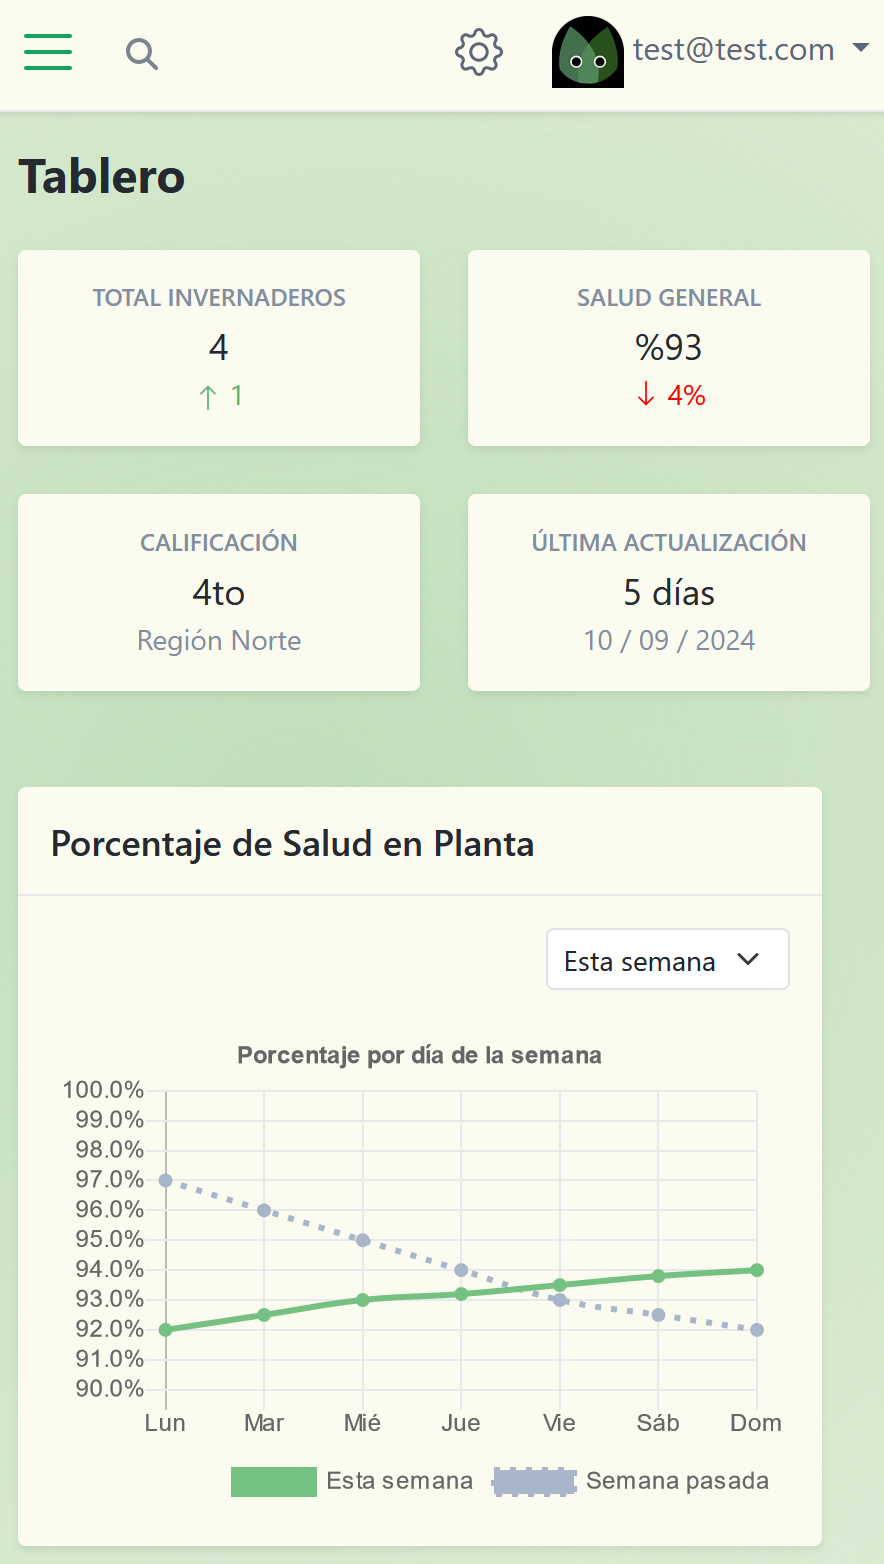 test@test.com
Tablero
TOTAL INVERNADEROS
4
↑ 1
SALUD GENERAL
%93
↓ 4%
CALIFICACIÓN
4to
Región Norte
ÚLTIMA ACTUALIZACIÓN
5 días
10 / 09 / 2024
Porcentaje de Salud en Planta
Esta semana
Porcentaje por día de la semana
100.0%
99.0%
98.0%
97.0%
96.0%
95.0%
94.0%
93.0%
92.0%
91.0%
90.0%
Lun Mar Mié Jue Vie Sáb Dom
Esta semana Semana pasada